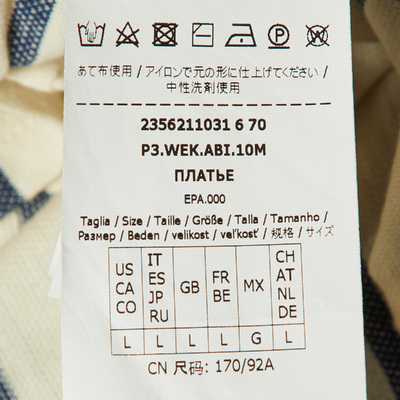 あて布使用 / アイロンで元の形に仕上げてください /
中性洗剤使用
2356211031 6 70
P3.WEK.ABI.10M
ПЛАТЬЕ
EPA.000
Taglia / Size / Taille / Größe / Talla / Tamanho /
Размер / Beden / velikost / veľkosť / 规格 / サイズ
US CA CO IT ES JP RU GB FR BE MX CH AT NL DE
L L L L G L
CN 尺码: 170/92A